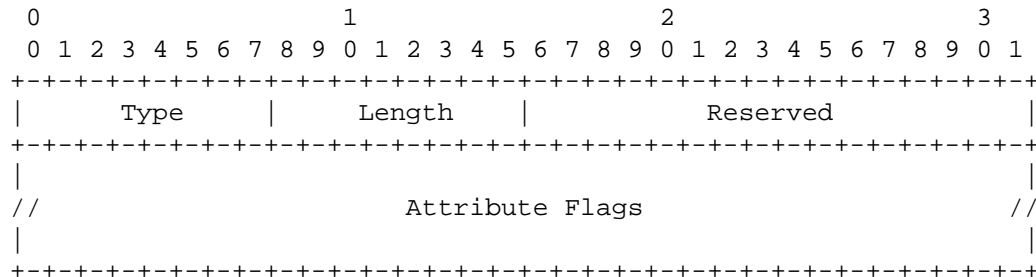 0                   1                   2                   3
 0 1 2 3 4 5 6 7 8 9 0 1 2 3 4 5 6 7 8 9 0 1 2 3 4 5 6 7 8 9 0 1
+-+-+-+-+-+-+-+-+-+-+-+-+-+-+-+-+-+-+-+-+-+-+-+-+-+-+-+-+-+-+-+-+
|      Type     |     Length    |           Reserved            |
+-+-+-+-+-+-+-+-+-+-+-+-+-+-+-+-+-+-+-+-+-+-+-+-+-+-+-+-+-+-+-+-+
|                                                               |
//                       Attribute Flags                       //
|                                                               |
+-+-+-+-+-+-+-+-+-+-+-+-+-+-+-+-+-+-+-+-+-+-+-+-+-+-+-+-+-+-+-+-+